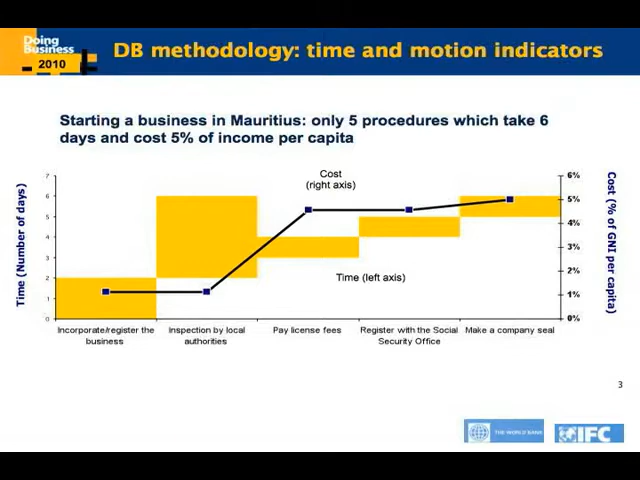 Doing
Business
2010
DB methodology: time and motion indicators
Starting a business in Mauritius: only 5 procedures which take 6
days and cost 5% of income per capita
Time (Number of days)
7
6
5
4
3
2
1
0
Cost
(right axis)
Time (left axis)
6%
5%
4%
3%
2%
1%
0%
Cost (% of GNI per capita)
Incorporate/register the
business
Inspection by local
authorities
Pay license fees
Register with the Social
Security Office
Make a company seal
3
THE WORLD BANK
IFC